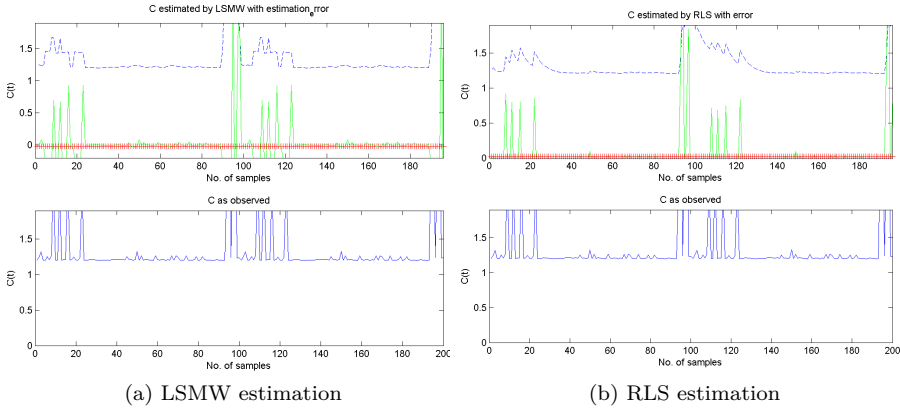 C estimated by LSMW with estimationₑrror
C(t)
1.5
1
0.5
0
0 20 40 60 80 100 120 140 160 180
No. of samples
C as observed
C(t)
1.5
1
0.5
0
0 20 40 60 80 100 120 140 160 180 200
No. of samples
(a) LSMW estimation
C estimated by RLS with error
C(t)
1.5
1
0.5
0
0 20 40 60 80 100 120 140 160 180
No. of samples
C as observed
C(t)
1.5
1
0.5
0
0 20 40 60 80 100 120 140 160 180 200
No. of samples
(b) RLS estimation